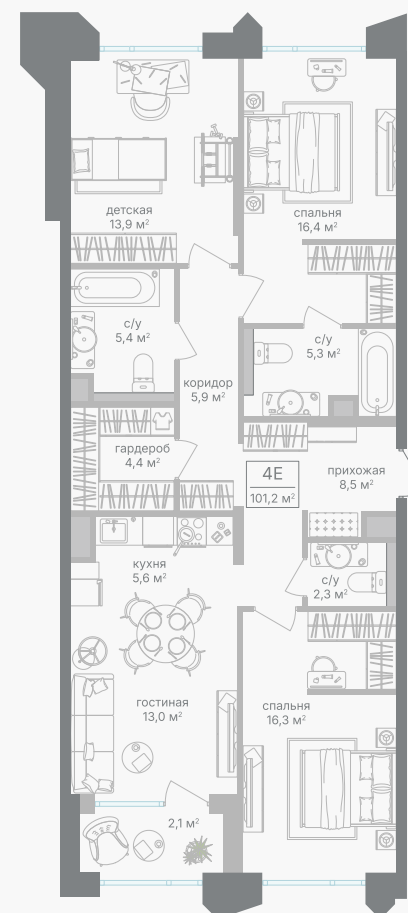 детская
13,9 м²
спальня
16,4 м²
с/у
5,4 м²
с/у
5,3 м²
коридор
5,9 м²
гардероб
4,4 м²
4Е
101,2 м²
прихожая
8,5 м²
кухня
5,6 м²
с/у
2,3 м²
гостиная
13,0 м²
спальня
16,3 м²
2,1 м²